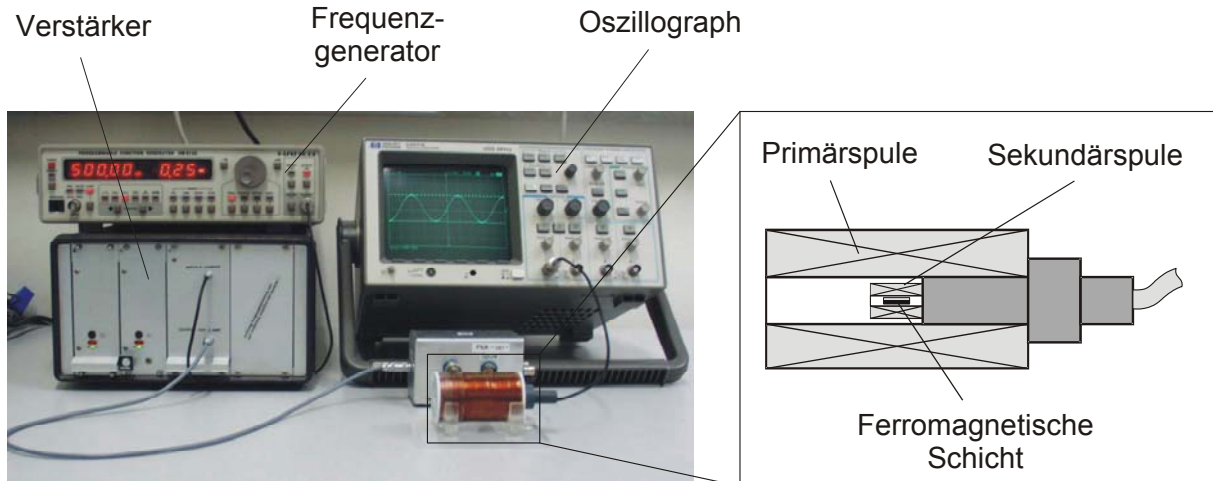 Verstärker
Frequenz-
generator
Oszillograph
500,00
0,25
Primärspule
Sekundärspule
Ferromagnetische
Schicht